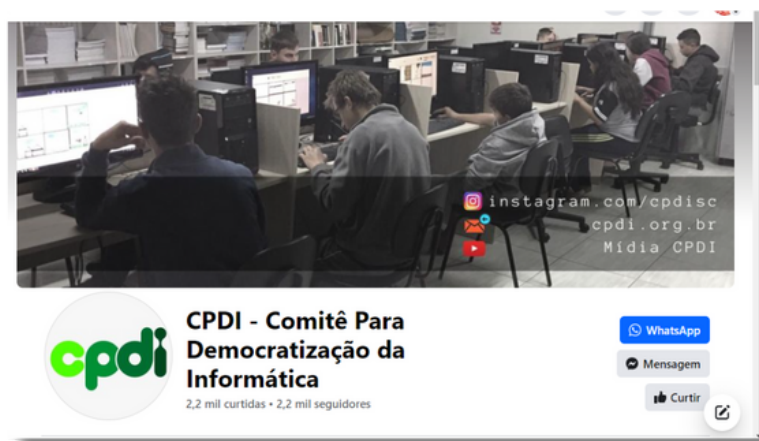 instagram.com/cpdisc
cpdi.org.br
Mídia CPDI
cpdi
CPDI - Comitê Para
Democratização da
Informática
2,2 mil curtidas • 2,2 mil seguidores
WhatsApp
Mensagem
Curtir